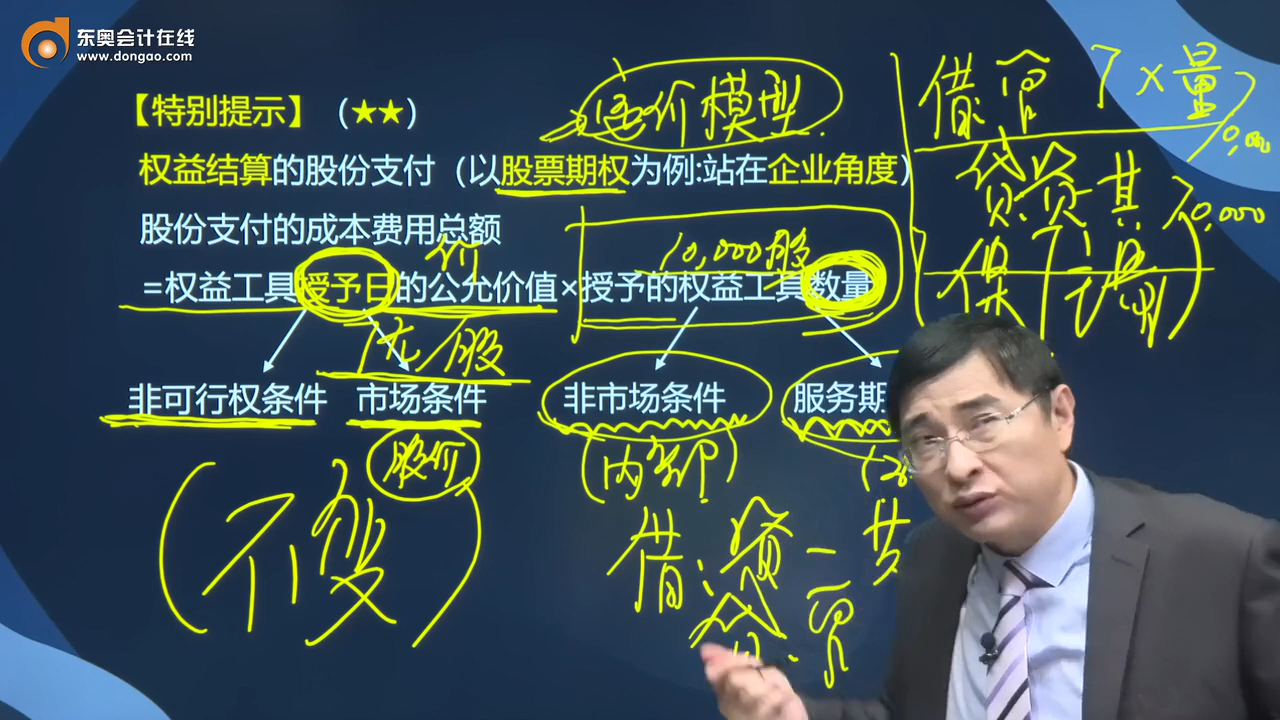 东奥会计在线
www.dongao.com
【特别提示】(★★)
定价模型
权益结算的股份支付（以股票期权为例:站在企业角度）
股份支付的成本费用总额
价
10,000股
=权益工具授予日的公允价值×授予的权益工具数量
元/股
非可行权条件
市场条件
非市场条件
服务期
股价
(内部)
(不变)
借:资-其
贷:
借:管
×量
10,000
贷:资-其
10,000